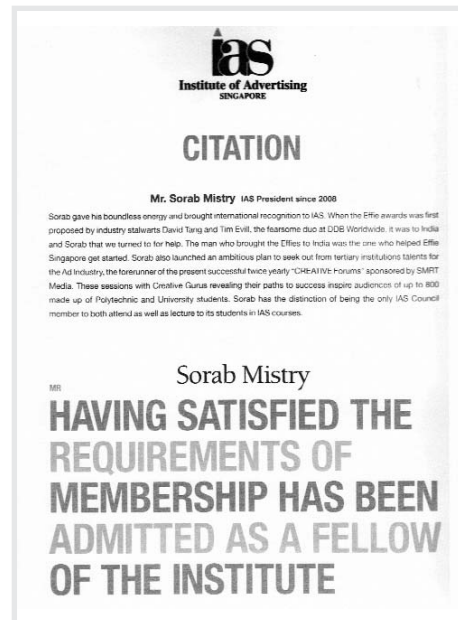 ias
Institute of Advertising
SINGAPORE
CITATION
Mr. Sorab Mistry IAS President since 2008
Sorab gave his boundless energy and brought international recognition to IAS. When the Effie awards was first
proposed by industry stalwarts David Tang and Tim Evill, the fearsome duo at DDB Worldwide, it was to India
and Sorab that we turned to for help. The man who brought the Effies to India was the one who helped Effie
Singapore get started. Sorab also launched an ambitious plan to seek out from tertiary institutions talents for
the Ad Industry, the forerunner of the present successful twice yearly "CREATIVE Forums" sponsored by SMRT
Media. These sessions with Creative Gurus revealing their paths to success inspire audiences of up to 800
made up of Polytechnic and University students. Sorab has the distinction of being the only IAS Council
member to both attend as well as lecture to its students in IAS courses.
MR Sorab Mistry
HAVING SATISFIED THE
REQUIREMENTS OF
MEMBERSHIP HAS BEEN
ADMITTED AS A FELLOW
OF THE INSTITUTE